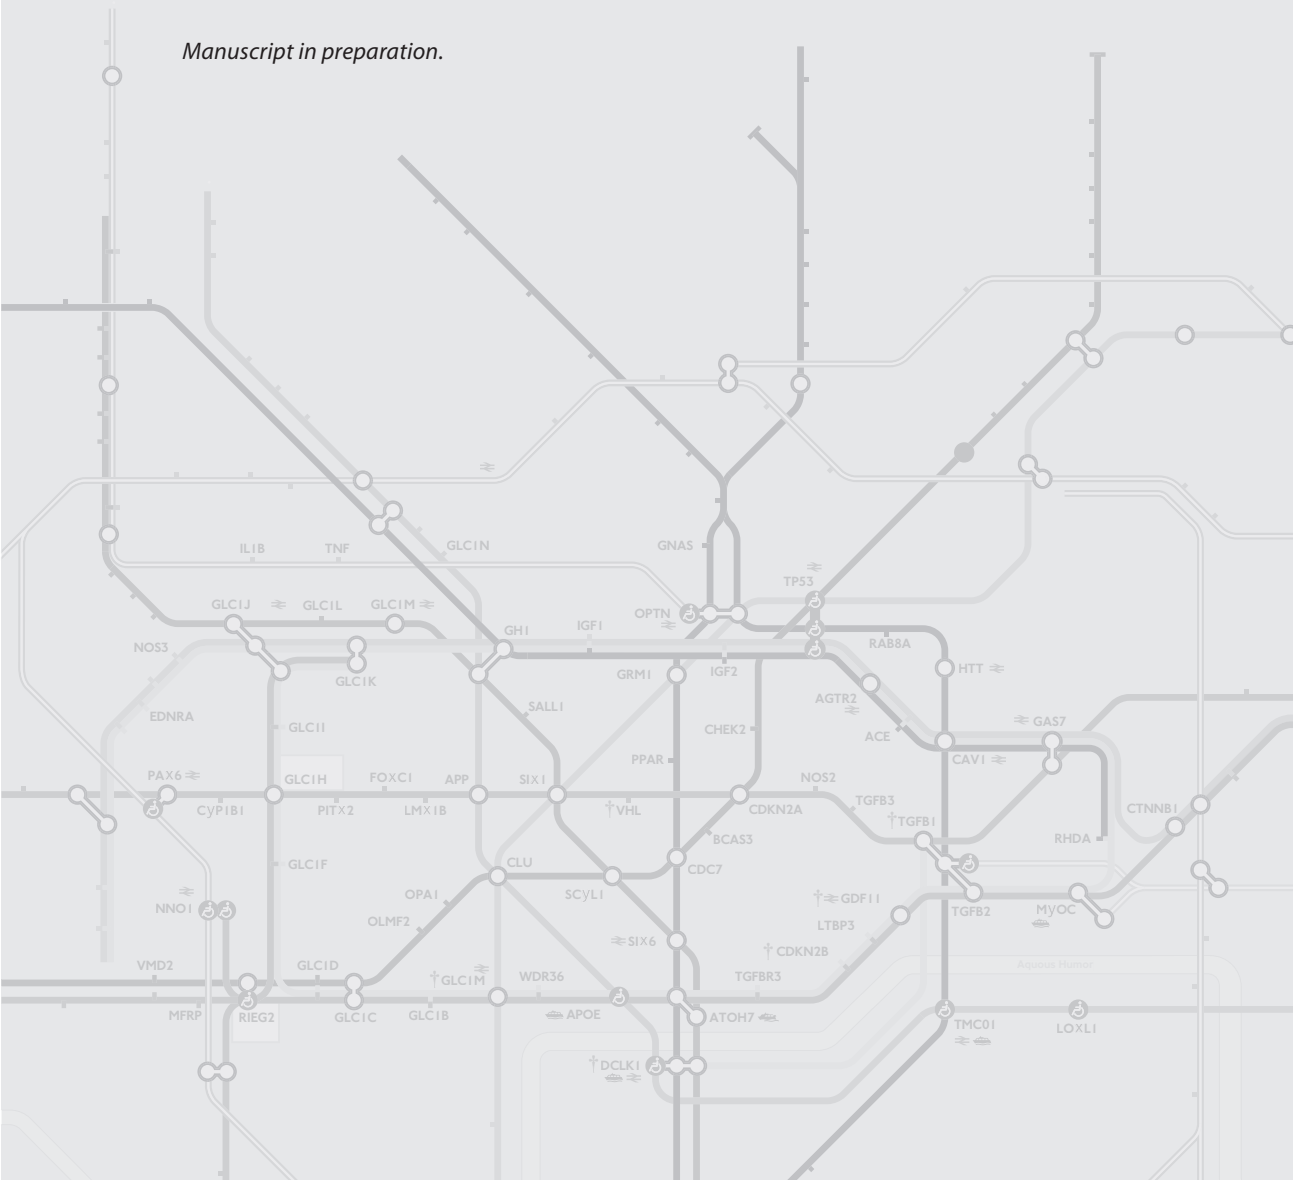 Manuscript in preparation.
IL1B
TNF
GLC1N
GNAS
TP53
GLC1J
GLC1L
GLC1M
OPTN
NOS3
GH1
IGF1
RAB8A
GLC1K
GRM1
IGF2
HTT
EDNRA
GLC1I
SALL1
CHEK2
AGTR2
ACE
GAS7
PPAR
CAV1
PAX6
GLC1H
FOXC1
APP
SIX1
NOS2
CYP1B1
PITX2
LMX1B
†VHL
CDKN2A
TGFB3
†TGFB1
CTNNB1
BCAS3
RHDA
GLC1F
CLU
CDC7
OPA1
SCYL1
†GDF11
NNO1
OLMF2
LTBP3
TGFB2
MYOC
SIX6
†CDKN2B
VMD2
GLC1D
†GLC1M
WDR36
TGFBR3
Aqueous Humor
MFRP
RIEG2
GLC1C
GLC1B
APOE
ATOH7
TMC01
LOXL1
†DCLK1